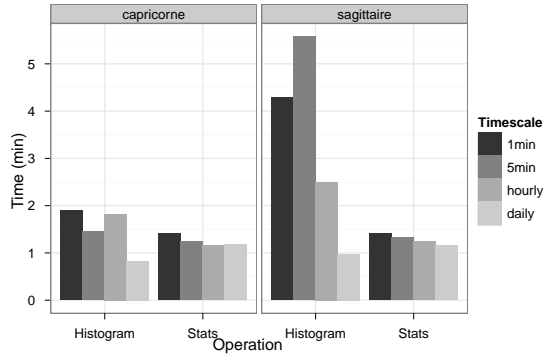 capricorne
sagittaire
Time (min)
5
4
3
2
1
0
Histogram
Stats
Histogram
Stats
Operation
Timescale
1min
5min
hourly
daily